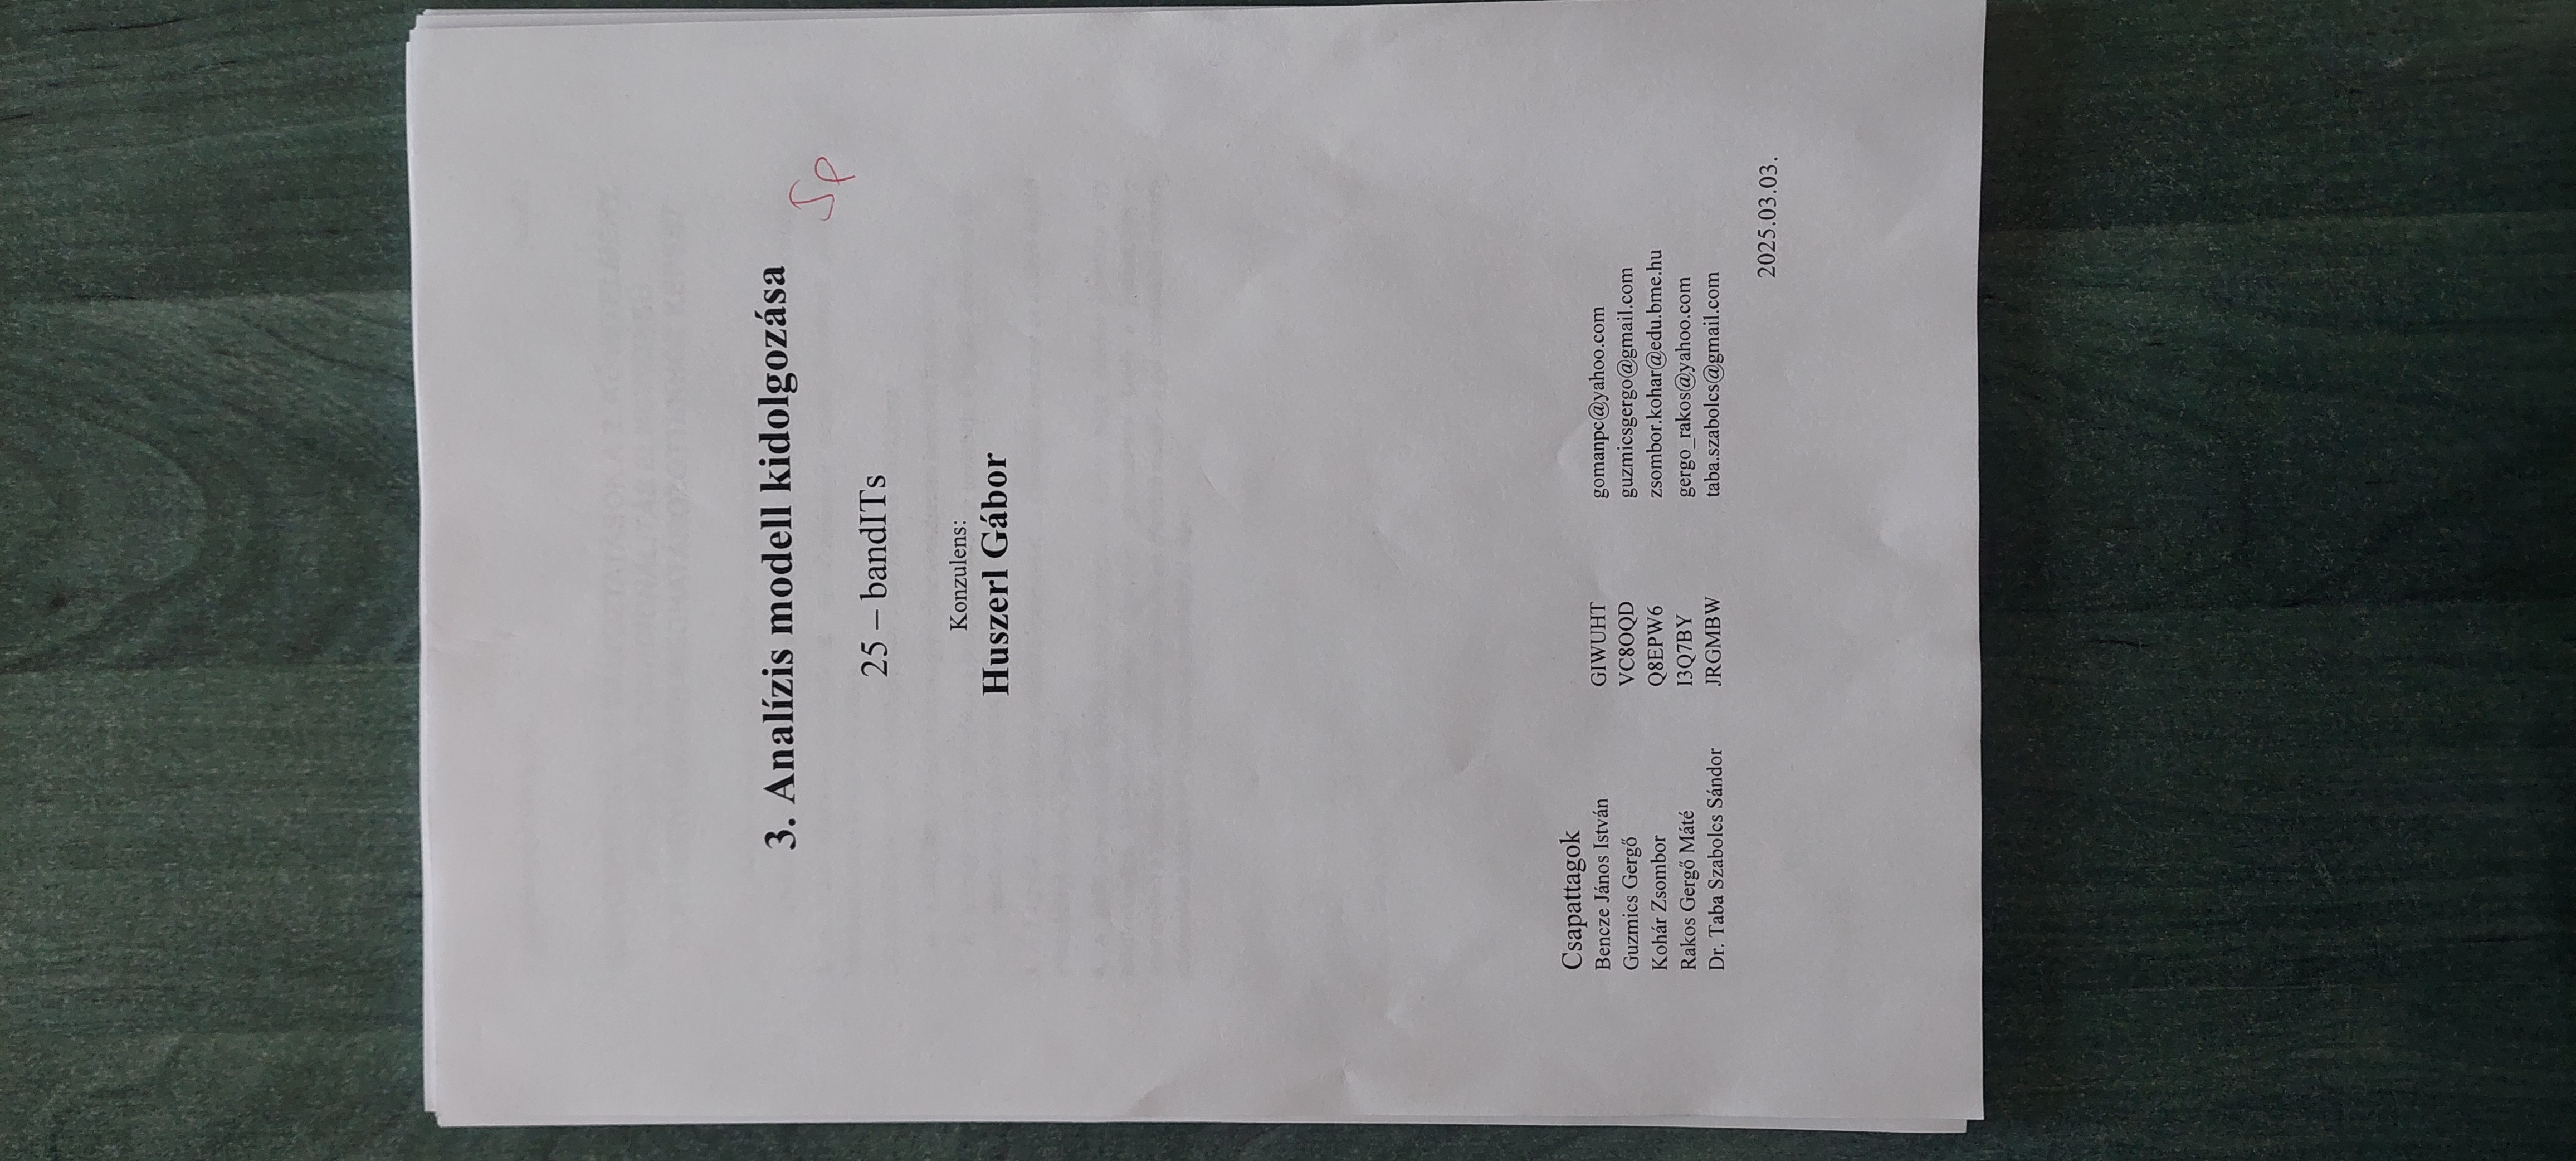 3. Analízis modell kidolgozása
25 – bandITs
Konzulens:
Huszerl Gábor
Csapattagok
Bencze János István GIWUHT gomanpc@yahoo.com
Guzmics Gergő VC8OQD guzmicsgergo@gmail.com
Kohár Zsombor Q8EPW6 zsombor.kohar@edu.bme.hu
Rakos Gergő Máté I3Q7BY gergo_rakos@yahoo.com
Dr. Taba Szabolcs Sándor JRGMBW taba.szabolcs@gmail.com
2025.03.03.